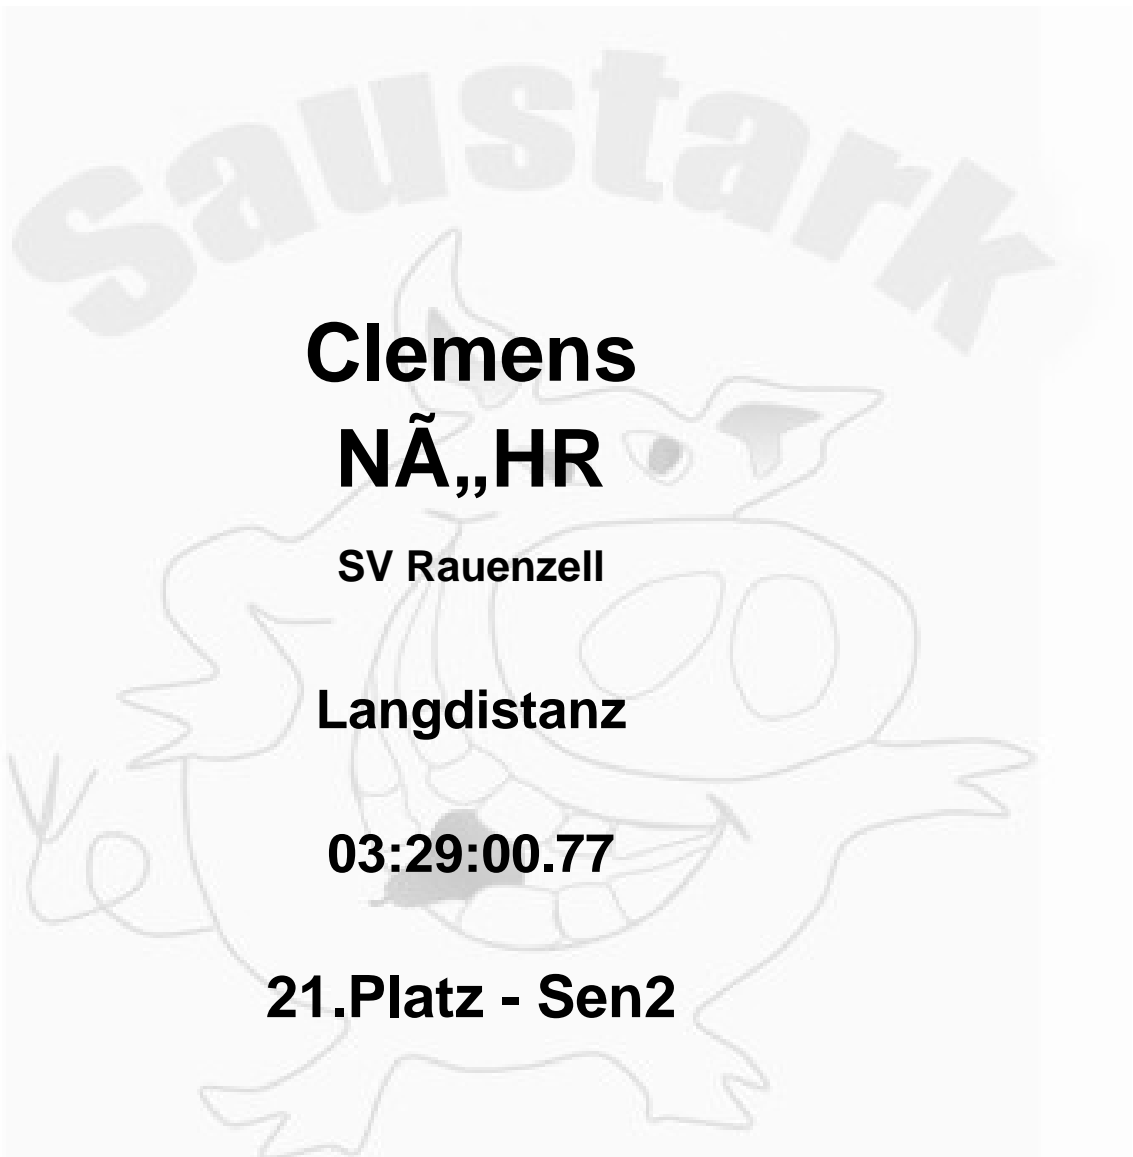 Saustark
Clemens
NÃ„HR
SV Rauenzell
Langdistanz
03:29:00.77
21.Platz - Sen2